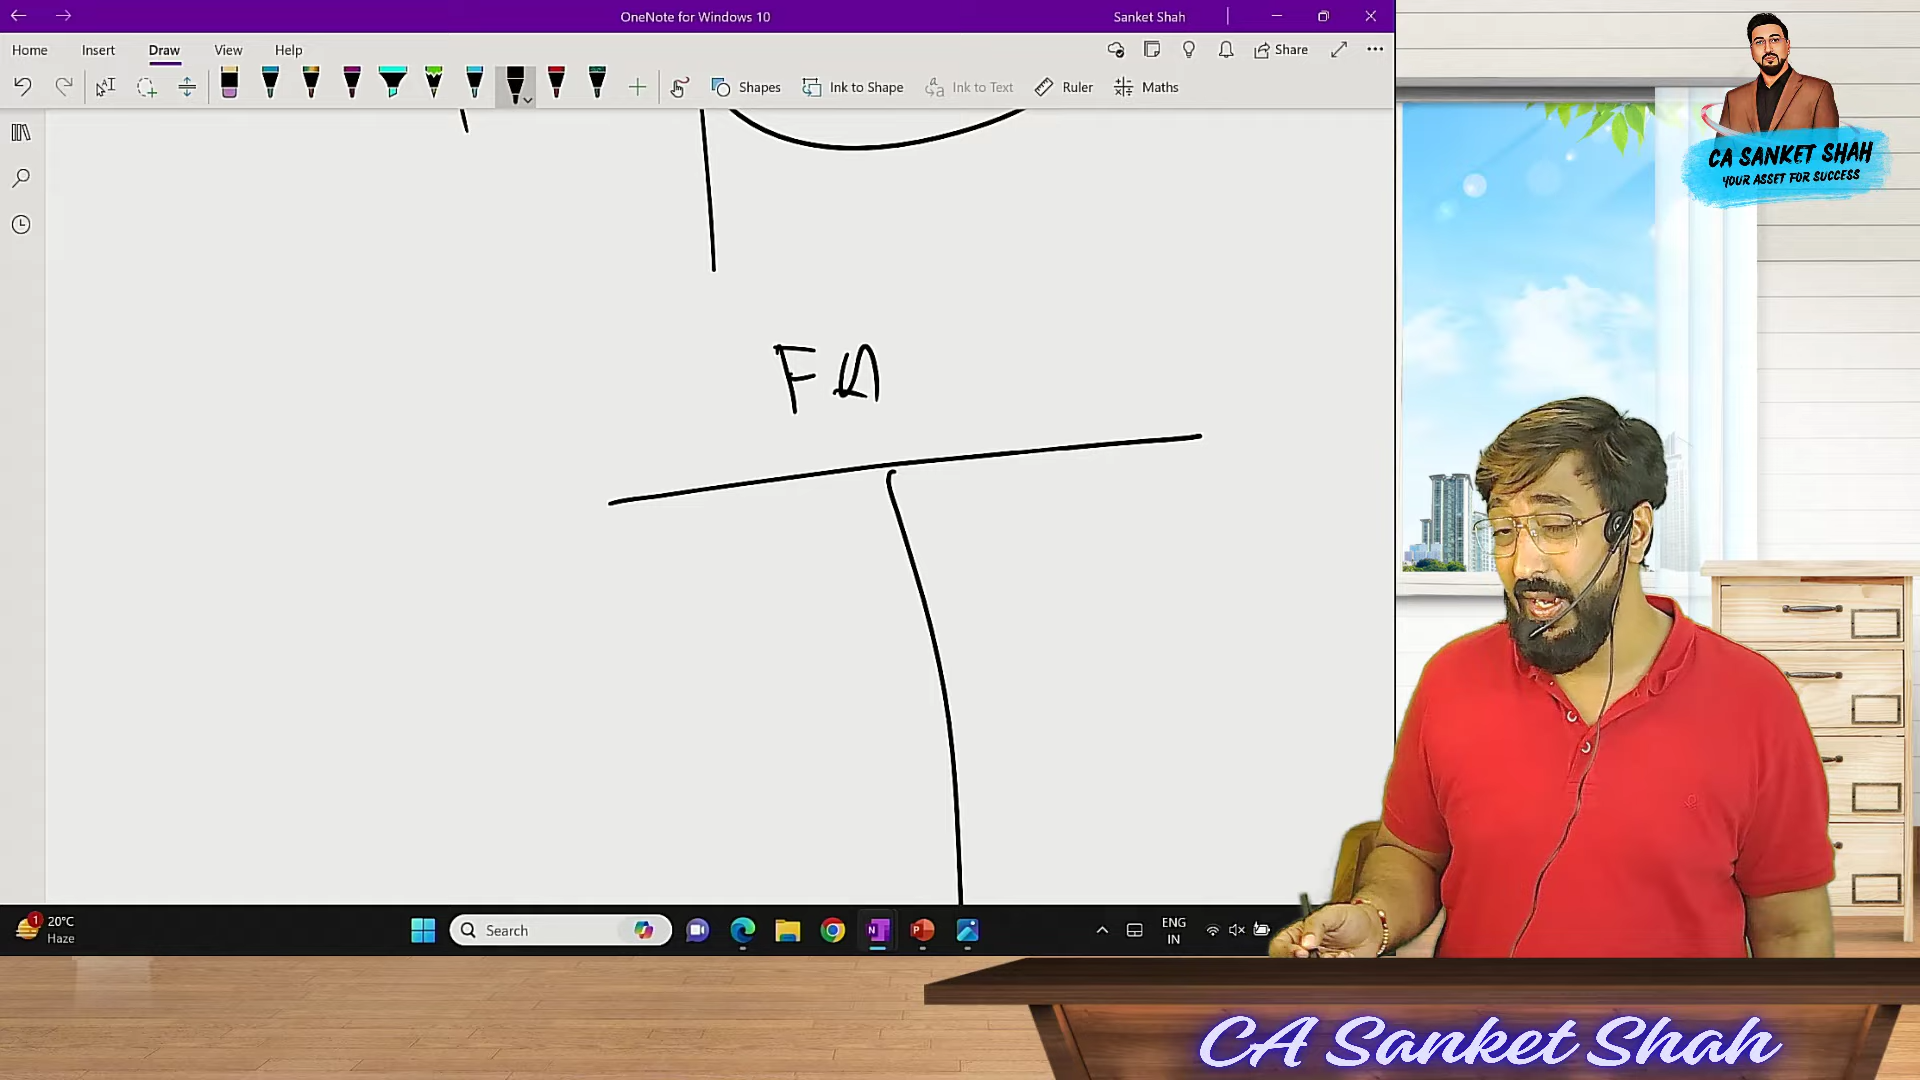 OneNote for Windows 10
Sanket Shah
Home Insert Draw View Help
Share
Shapes Ink to Shape Ink to Text Ruler Maths
CA SANKET SHAH
YOUR ASSET FOR SUCCESS
FA
1 20°C
Haze
Search
ENG
IN
CA Sanket Shah